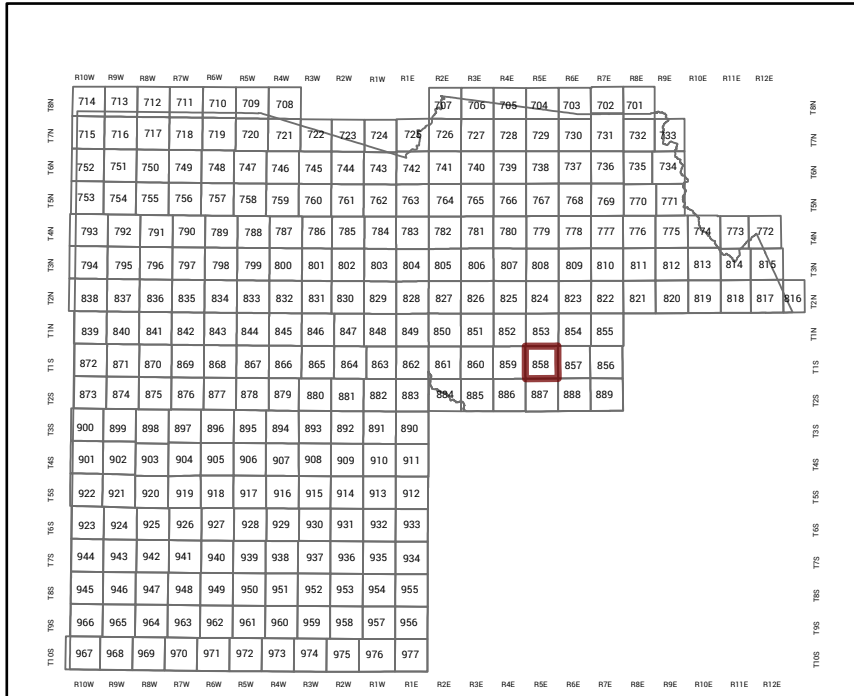 R10W R9W R8W R7W R6W R5W R4W R3W R2W R1W R1E R2E R3E R4E R5E R6E R7E R8E R9E R10E R11E R12E
T8N 714 713 712 711 710 709 708 707 706 705 704 703 702 701 T8N
T7N 715 716 717 718 719 720 721 722 723 724 725 726 727 728 729 730 731 732 733 T7N
T6N 752 751 750 749 748 747 746 745 744 743 742 741 740 739 738 737 736 735 734 T6N
T5N 753 754 755 756 757 758 759 760 761 762 763 764 765 766 767 768 769 770 771 T5N
T4N 793 792 791 790 789 788 787 786 785 784 783 782 781 780 779 778 777 776 775 774 773 772 T4N
T3N 794 795 796 797 798 799 800 801 802 803 804 805 806 807 808 809 810 811 812 813 814 815 T3N
T2N 838 837 836 835 834 833 832 831 830 829 828 827 826 825 824 823 822 821 820 819 818 817 816 T2N
T1N 839 840 841 842 843 844 845 846 847 848 849 850 851 852 853 854 855 T1N
T1S 872 871 870 869 868 867 866 865 864 863 862 861 860 859 858 857 856 T1S
T2S 873 874 875 876 877 878 879 880 881 882 883 884 885 886 887 888 889 T2S
T3S 900 899 898 897 896 895 894 893 892 891 890 T3S
T4S 901 902 903 904 905 906 907 908 909 910 911 T4S
T5S 922 921 920 919 918 917 916 915 914 913 912 T5S
T6S 923 924 925 926 927 928 929 930 931 932 933 T6S
T7S 944 943 942 941 940 939 938 937 936 935 934 T7S
T8S 945 946 947 948 949 950 951 952 953 954 955 T8S
T9S 966 965 964 963 962 961 960 959 958 957 956 T9S
T10S 967 968 969 970 971 972 973 974 975 976 977 T10S
R10W R9W R8W R7W R6W R5W R4W R3W R2W R1W R1E R2E R3E R4E R5E R6E R7E R8E R9E R10E R11E R12E